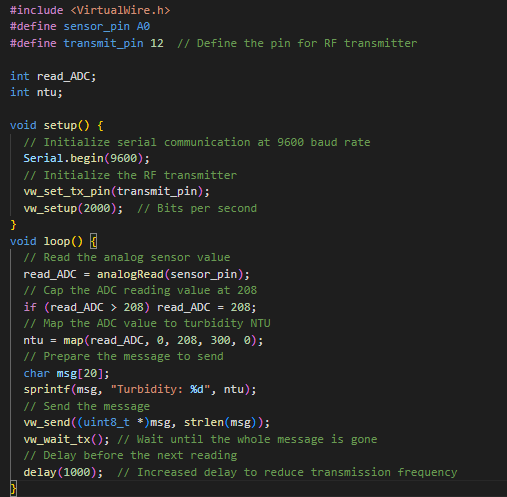 #include <VirtualWire.h>
#define sensor_pin A0
#define transmit_pin 12  // Define the pin for RF transmitter

int read_ADC;
int ntu;

void setup() {
  // Initialize serial communication at 9600 baud rate
  Serial.begin(9600);
  // Initialize the RF transmitter
  vw_set_tx_pin(transmit_pin);
  vw_setup(2000);  // Bits per second
}
void loop() {
  // Read the analog sensor value
  read_ADC = analogRead(sensor_pin);
  // Cap the ADC reading value at 208
  if (read_ADC > 208) read_ADC = 208;
  // Map the ADC value to turbidity NTU
  ntu = map(read_ADC, 0, 208, 300, 0);
  // Prepare the message to send
  char msg[20];
  sprintf(msg, "Turbidity: %d", ntu);
  // Send the message
  vw_send((uint8_t *)msg, strlen(msg));
  vw_wait_tx(); // Wait until the whole message is gone
  // Delay before the next reading
  delay(1000);  // Increased delay to reduce transmission frequency
}